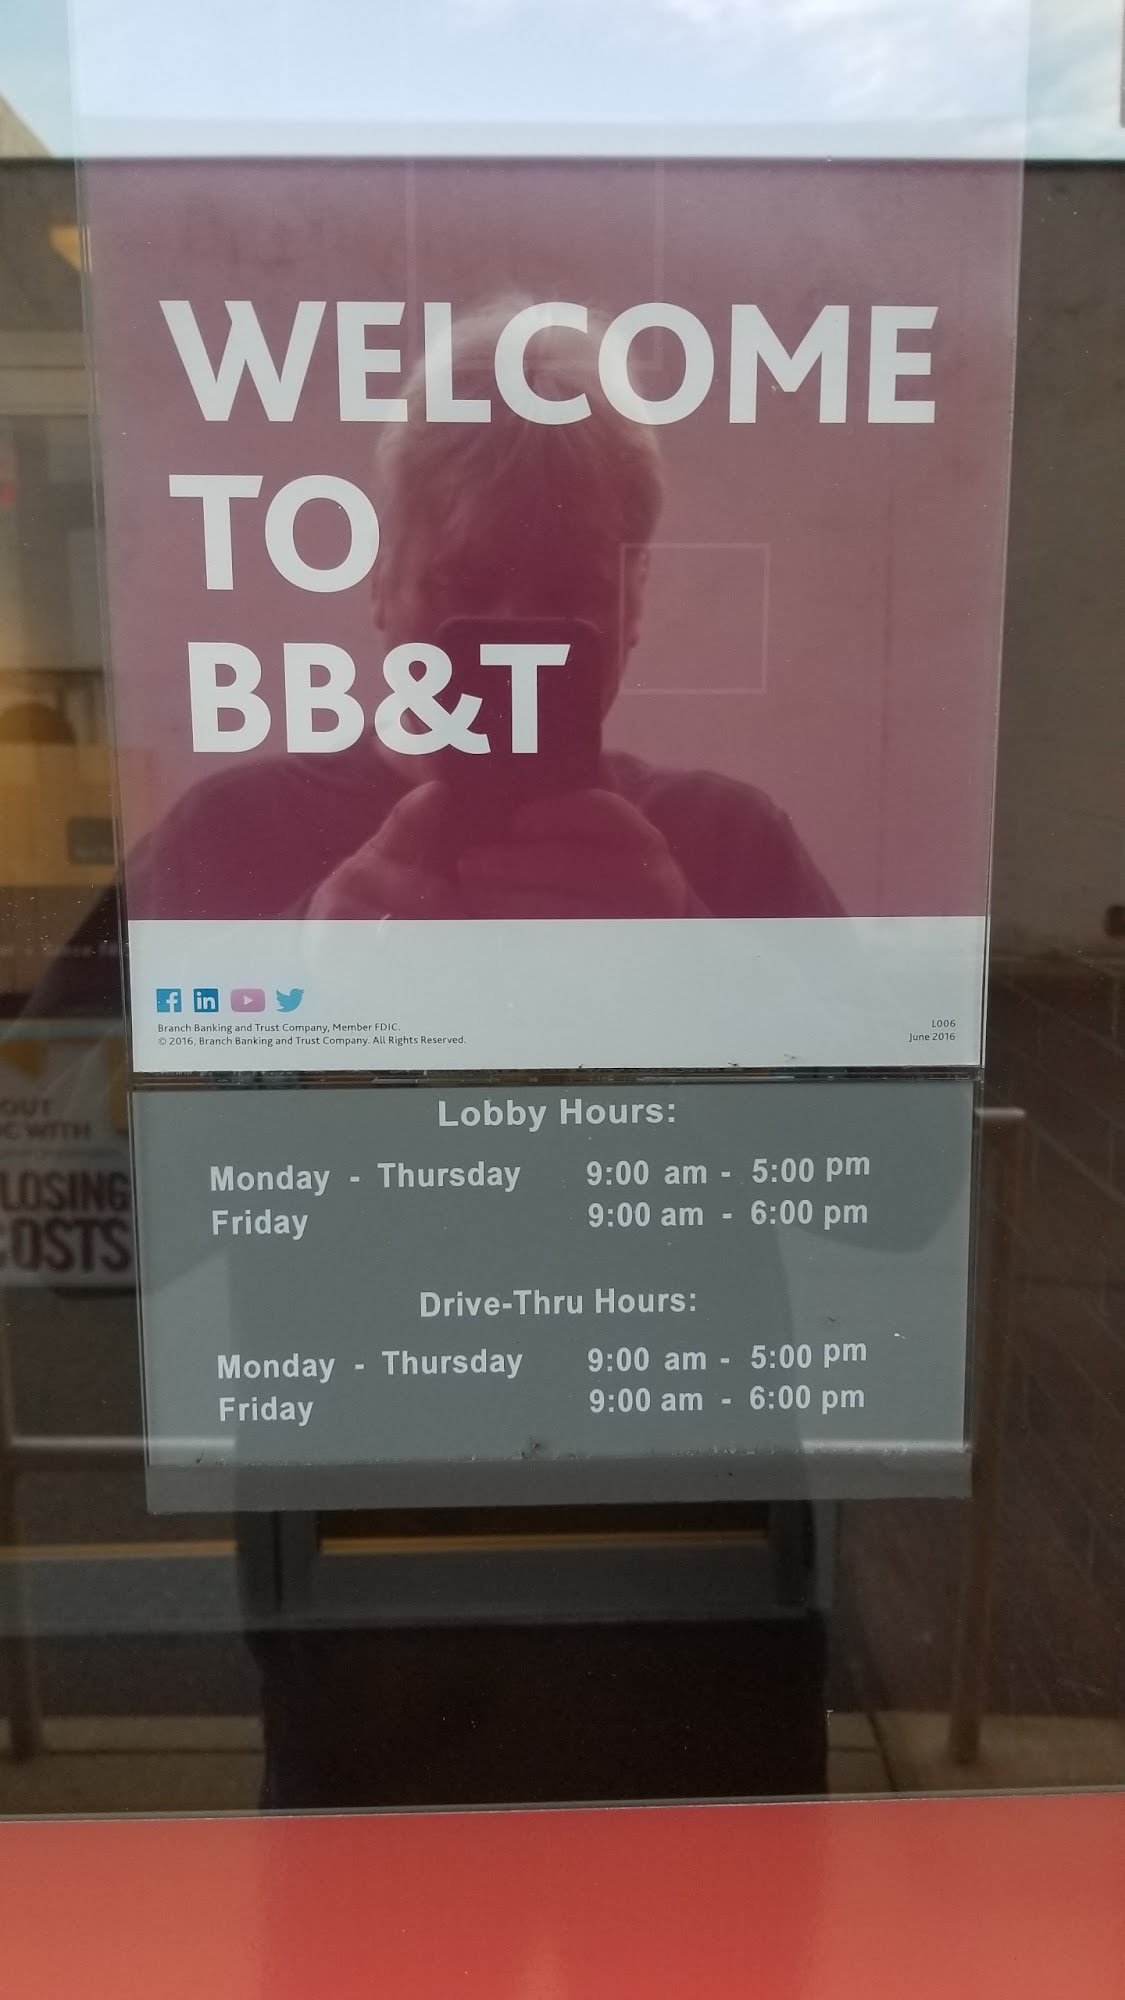 WELCOME
TO
BB&T
Branch Banking and Trust Company, Member FDIC.
© 2016, Branch Banking and Trust Company. All Rights Reserved.
L006
June 2016
Lobby Hours:
Monday - Thursday 9:00 am - 5:00 pm
Friday 9:00 am - 6:00 pm
Drive-Thru Hours:
Monday - Thursday 9:00 am - 5:00 pm
Friday 9:00 am - 6:00 pm
WITH
LOSING
COSTS